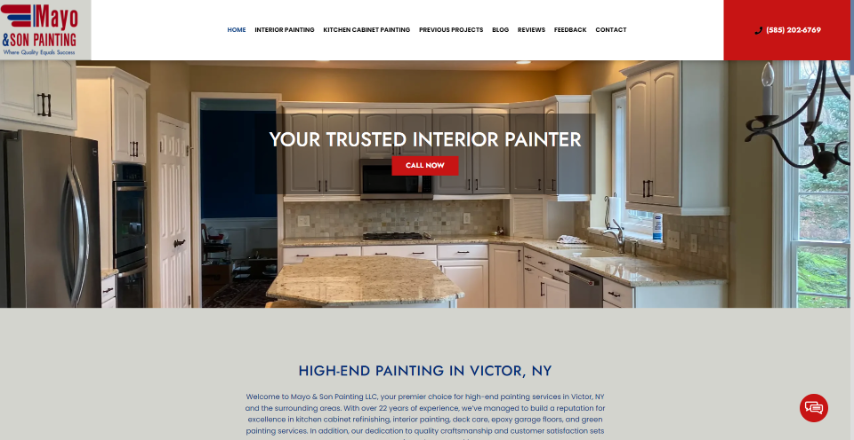 Mayo
& SON PAINTING
Where Quality Equals Success
HOME INTERIOR PAINTING KITCHEN CABINET PAINTING PREVIOUS PROJECTS BLOG REVIEWS FEEDBACK CONTACT
(585) 202-6769
YOUR TRUSTED INTERIOR PAINTER
CALL NOW
HIGH-END PAINTING IN VICTOR, NY
Welcome to Mayo & Son Painting LLC, your premier choice for high-end painting services in Victor, NY
and the surrounding areas. With over 22 years of experience, we've managed to build a reputation for
excellence in kitchen cabinet refinishing, interior painting, deck care, epoxy garage floors, and green
painting services. In addition, our dedication to quality craftsmanship and customer satisfaction sets